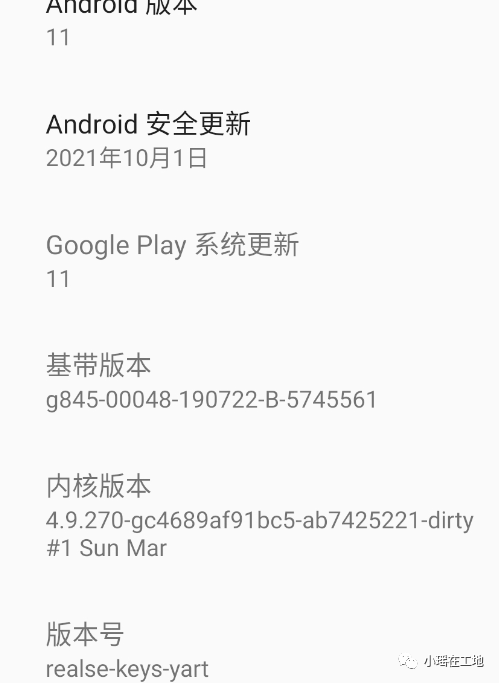 Android 版本
11
Android 安全更新
2021年10月1日
Google Play 系统更新
11
基带版本
g845-00048-190722-B-5745561
内核版本
4.9.270-gc4689af91bc5-ab7425221-dirty
#1 Sun Mar
版本号
realse-keys-yart
小瑶在工地